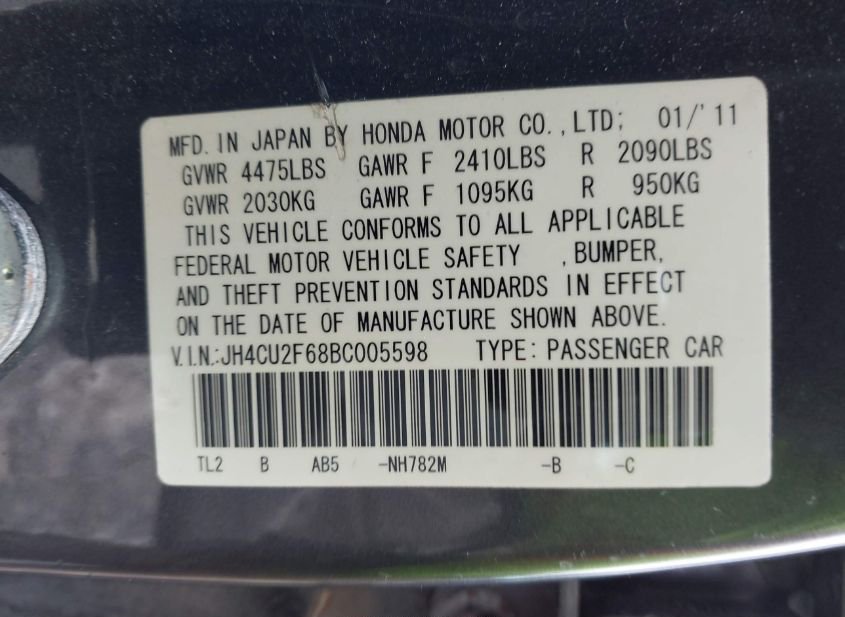 MFD. IN JAPAN BY HONDA MOTOR CO., LTD; 01/'11
GVWR 4475LBS GAWR F 2410LBS R 2090LBS
GVWR 2030KG GAWR F 1095KG R 950KG
THIS VEHICLE CONFORMS TO ALL APPLICABLE
FEDERAL MOTOR VEHICLE SAFETY , BUMPER,
AND THEFT PREVENTION STANDARDS IN EFFECT
ON THE DATE OF MANUFACTURE SHOWN ABOVE.
V.I.N.:JH4CU2F68BC005598 TYPE: PASSENGER CAR
TL2 B AB5 -NH782M -B -C